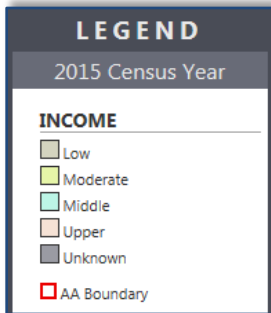 LEGEND
2015 Census Year
INCOME
Low
Moderate
Middle
Upper
Unknown
AA Boundary